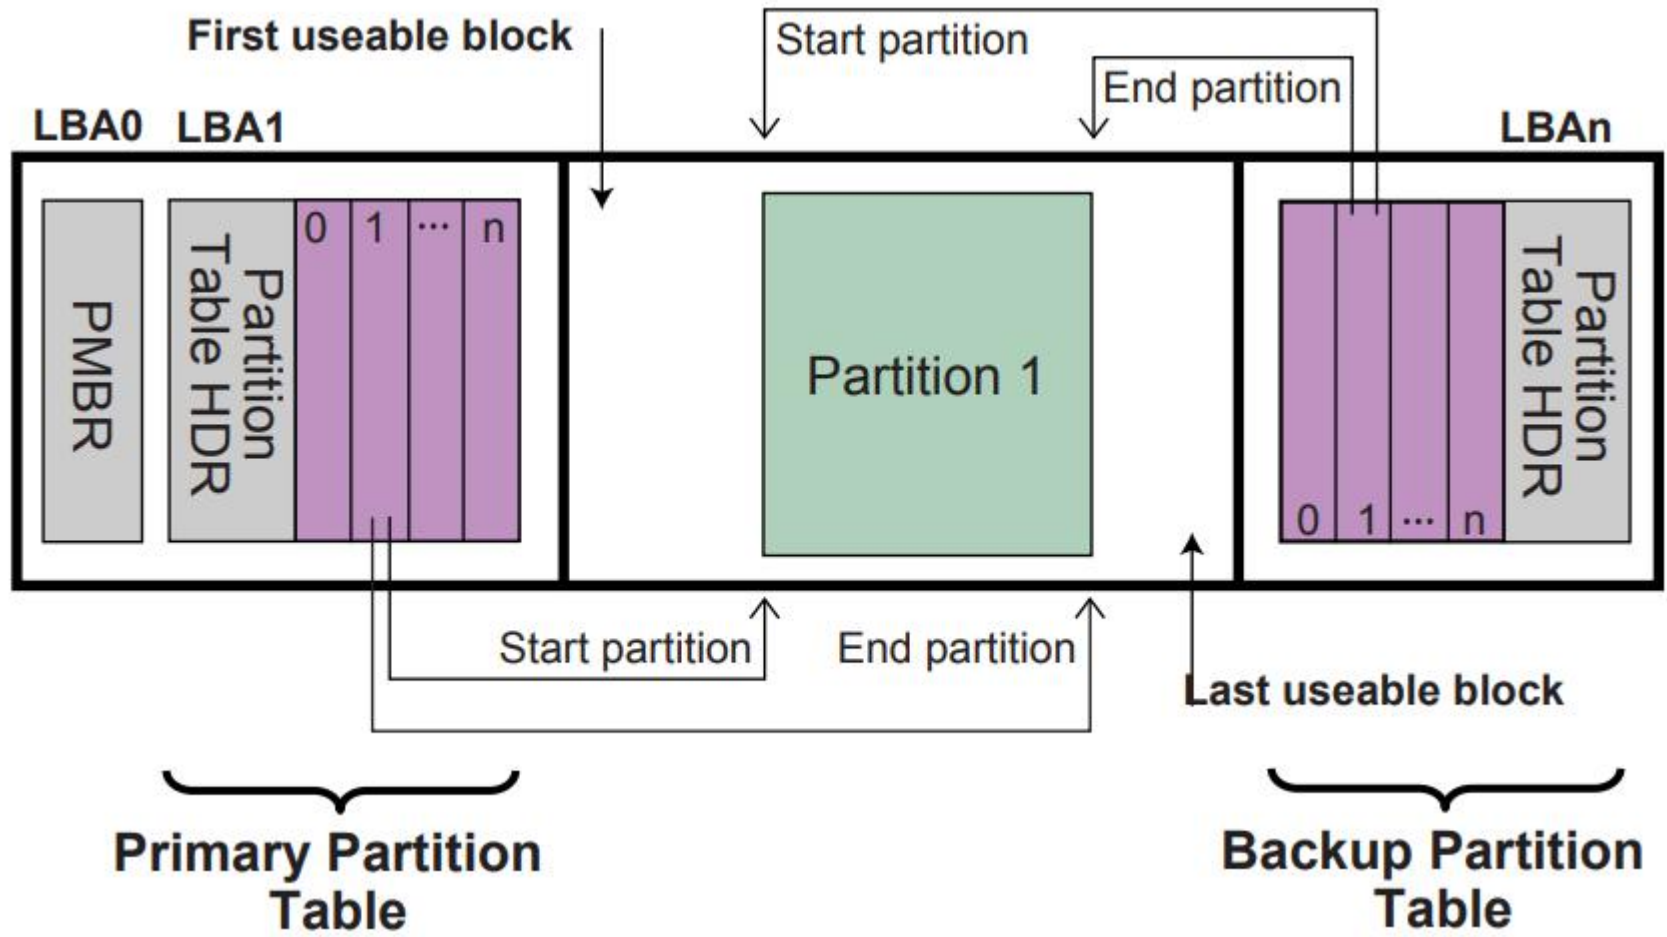 First useable block
Start partition
End partition
LBA0
LBA1
LBAn
PMBR
Partition
Table HDR
0
1
...
n
Partition 1
0
1
...
n
Partition
Table HDR
Start partition
End partition
Last useable block
Primary Partition
Table
Backup Partition
Table